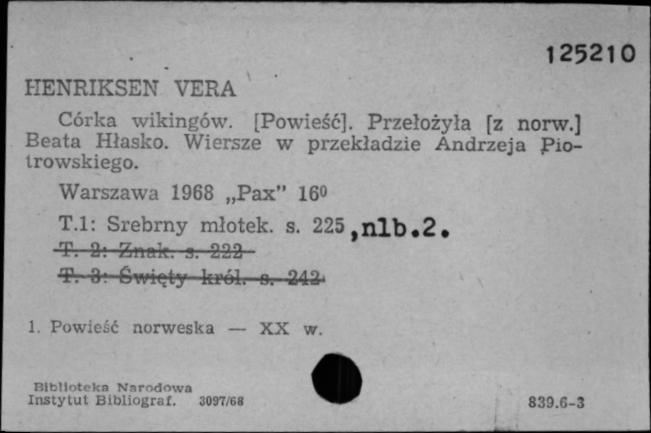 125210
HENRIKSEN VERA
Córka wikingów. [Powieść]. Przełożyła [z norw.]
Beata Hłasko. Wiersze w przekładzie Andrzeja Pio-
trowskiego.
Warszawa 1968 „Pax” 16⁰
T.1: Srebrny młotek. s. 225,nlb.2.
T. 2: Znak. s. 222
T. 3: Święty król. s. 242
1. Powieść norweska — XX w.
Biblioteka Narodowa
Instytut Bibliograf. 3097/68
839.6-3